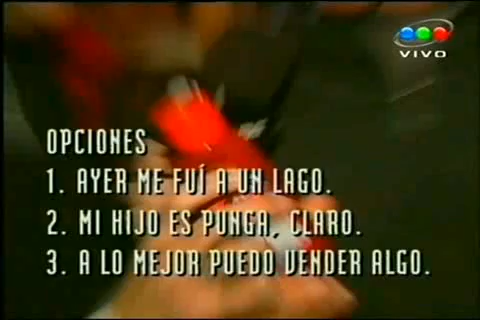 VIVO
OPCIONES
1. AYER ME FUÍ A UN LAGO.
2. MI HIJO ES PUNGA, CLARO.
3. A LO MEJOR PUEDO VENDER ALGO.